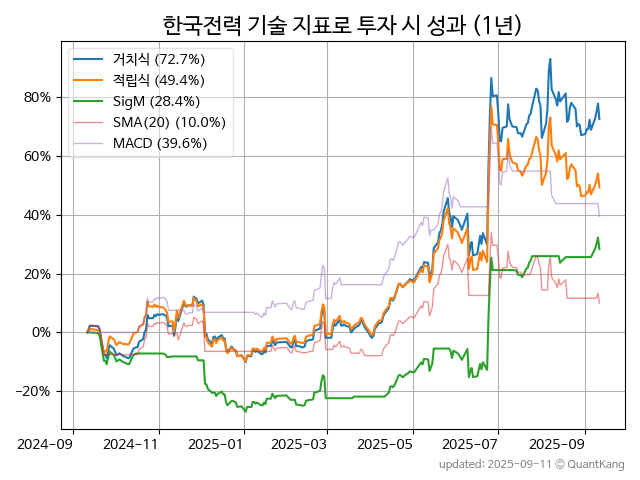 한국전력 기술 지표로 투자 시 성과 (1년)
거치식 (72.7%)
적립식 (49.4%)
SigM (28.4%)
SMA(20) (10.0%)
MACD (39.6%)
80%
60%
40%
20%
0%
−20%
2024-09 2024-11 2025-01 2025-03 2025-05 2025-07 2025-09
updated: 2025-09-11 © QuantKang